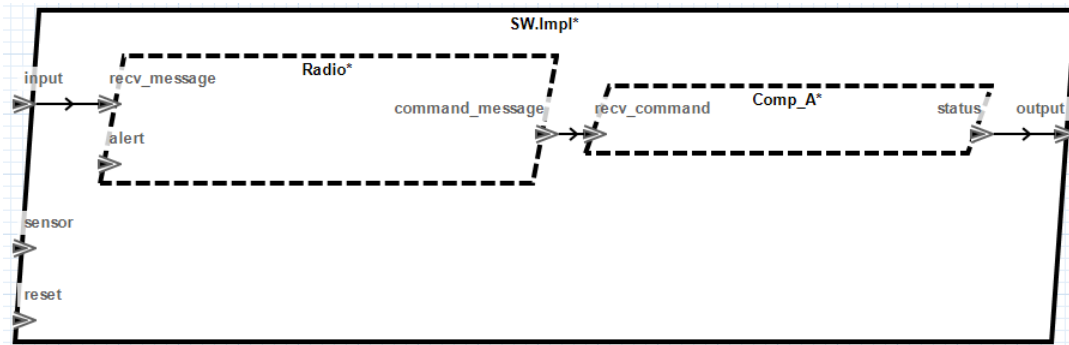 SW.Impl*
input
recv_message
Radio*
command_message
recv_command
Comp_A*
status
output
alert
sensor
reset